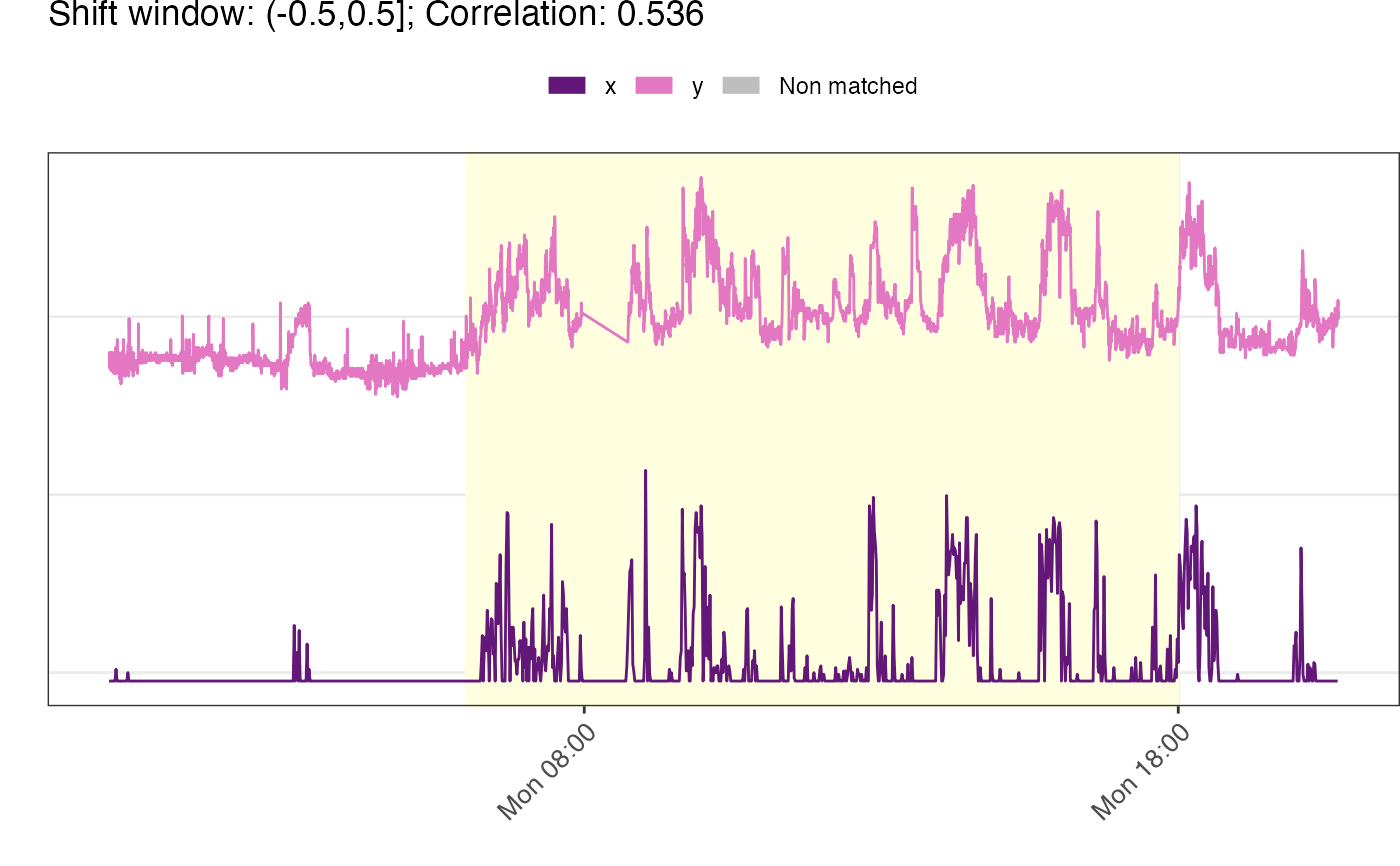 Shift window: (-0.5,0.5]; Correlation: 0.536
x y Non matched
Mon 08:00 Mon 18:00